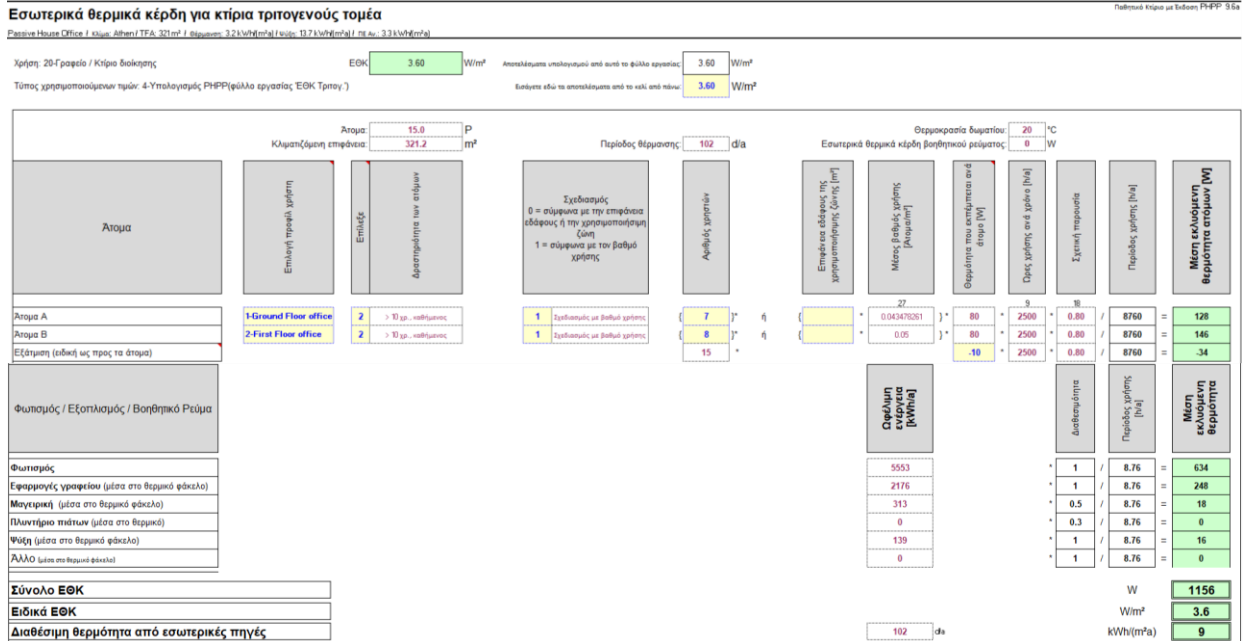 Παθητικό Κτίριο με Έκδοση PHPP 9.6a
Εσωτερικά θερμικά κέρδη για κτίρια τριτογενούς τομέα
Passive House Office / Κλίμα: Athen / TFA: 321 m² / Θέρμανση: 3.2 kWh/(m²a) / Ψύξη: 13.7 kWh/(m²a) / ΠΕ Αν.: 3.3 kWh/(m²a)
Χρήση: 20-Γραφείο / Κτίριο διοίκησης ΕΘΚ 3.60 W/m² Αποτελέσματα υπολογισμού από αυτό το φύλλο εργασίας: 3.60 W/m²
Τύπος χρησιμοποιούμενων τιμών: 4-Υπολογισμός PHPP(φύλλο εργασίας 'ΕΘΚ Τριτογ.') Εισάγετε εδώ τα αποτελέσματα από το κελί από πάνω: 3.60 W/m²
Άτομα: 15.0 P Θερμοκρασία δωματίου: 20 °C
Κλιματιζόμενη επιφάνεια: 321.2 m² Περίοδος θέρμανσης: 102 d/a Εσωτερικά θερμικά κέρδη βοηθητικού ρεύματος: 0 W
Άτομα
Επιλογή προφίλ χρήστη
Επίλεξε
Δραστηριότητα των ατόμων
Σχεδιασμός
0 = σύμφωνα με την επιφάνεια
εδάφους ή την χρησιμοποιήσιμη
ζώνη
1 = σύμφωνα με τον βαθμό
χρήσης
Αριθμός χρηστών
Επιφάνεια εδάφους της
χρησιμοποιήσιμης ζώνης [m²]
Μέσος βαθμός χρήσης
[Άτομα/m²]
Θερμότητα που εκπέμπεται ανά
άτομο [W]
Ώρες χρήσης ανά χρόνο [h/a]
Σχετική παρουσία
Περίοδος χρήσης [h/a]
Μέση εκλυόμενη
θερμότητα ατόμων [W]
27 9 18
Άτομα Α 1-Ground Floor office 2 > 10 χρ., καθήμενος 1 Σχεδιασμός με βαθμό χρήσης ( 7 )* ή ( * 0.043478261 )* 80 * 2500 * 0.80 / 8760 = 128
Άτομα Β 2-First Floor office 2 > 10 χρ., καθήμενος 1 Σχεδιασμός με βαθμό χρήσης ( 8 )* ή ( * 0.05 )* 80 * 2500 * 0.80 / 8760 = 146
Εξάτμιση (ειδική ως προς τα άτομα) 15 * -10 * 2500 * 0.80 / 8760 = -34
Φωτισμός / Εξοπλισμός / Βοηθητικό Ρεύμα
Ωφέλιμη
ενέργεια
[kWh/a]
Διαθεσιμότητα
Περίοδος χρήσης
[h/a]
Μέση
εκλυόμενη
θερμότητα
Φωτισμός 5553 * 1 / 8.76 = 634
Εφαρμογές γραφείου (μέσα στο θερμικό φάκελο) 2176 * 1 / 8.76 = 248
Μαγειρική (μέσα στο θερμικό φάκελο) 313 * 0.5 / 8.76 = 18
Πλυντήριο πιάτων (μέσα στο θερμικό) 0 * 0.3 / 8.76 = 0
Ψύξη (μέσα στο θερμικό φάκελο) 139 * 1 / 8.76 = 16
Άλλο (μέσα στο θερμικό φάκελο) 0 * 1 / 8.76 = 0
Σύνολο ΕΘΚ W 1156
Ειδικά ΕΘΚ W/m² 3.6
Διαθέσιμη θερμότητα από εσωτερικές πηγές 102 d/a kWh/(m²a) 9